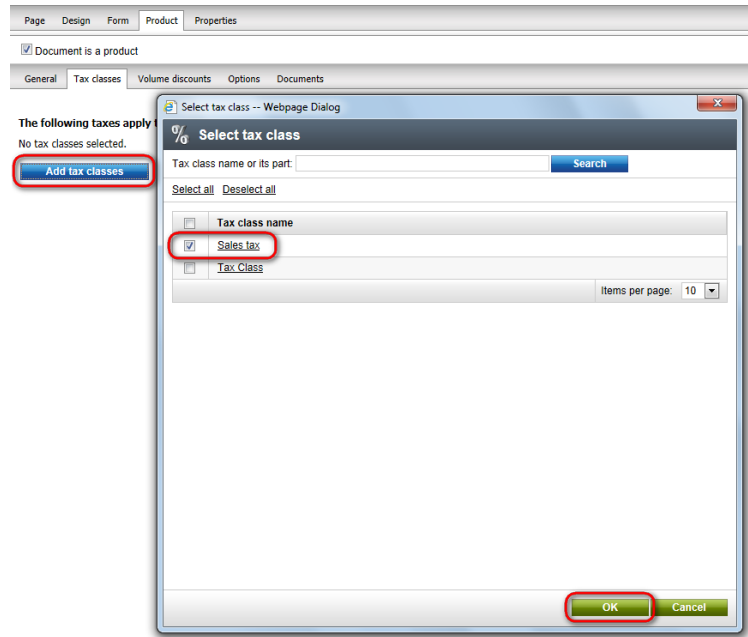 Page Design Form Product Properties
Document is a product
General Tax classes Volume discounts Options Documents
The following taxes apply
No tax classes selected.
Add tax classes
Select tax class -- Webpage Dialog
Select tax class
Tax class name or its part:
Search
Select all Deselect all
Tax class name
Sales tax
Tax Class
Items per page: 10
OK Cancel